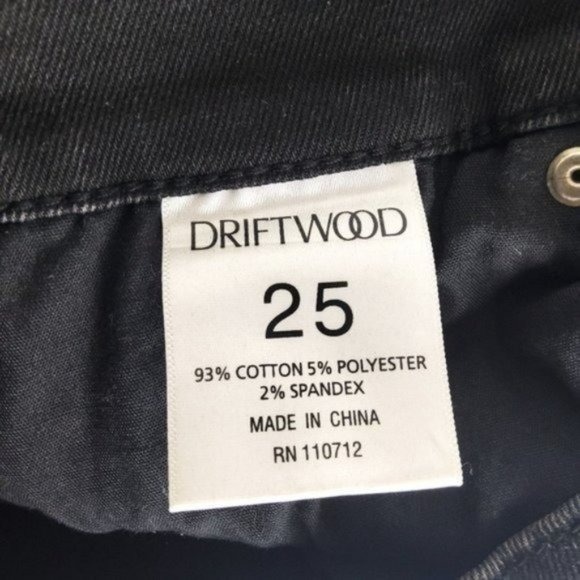 DRIFTWOOD
25
93% COTTON 5% POLYESTER
2% SPANDEX
MADE IN CHINA
RN 110712